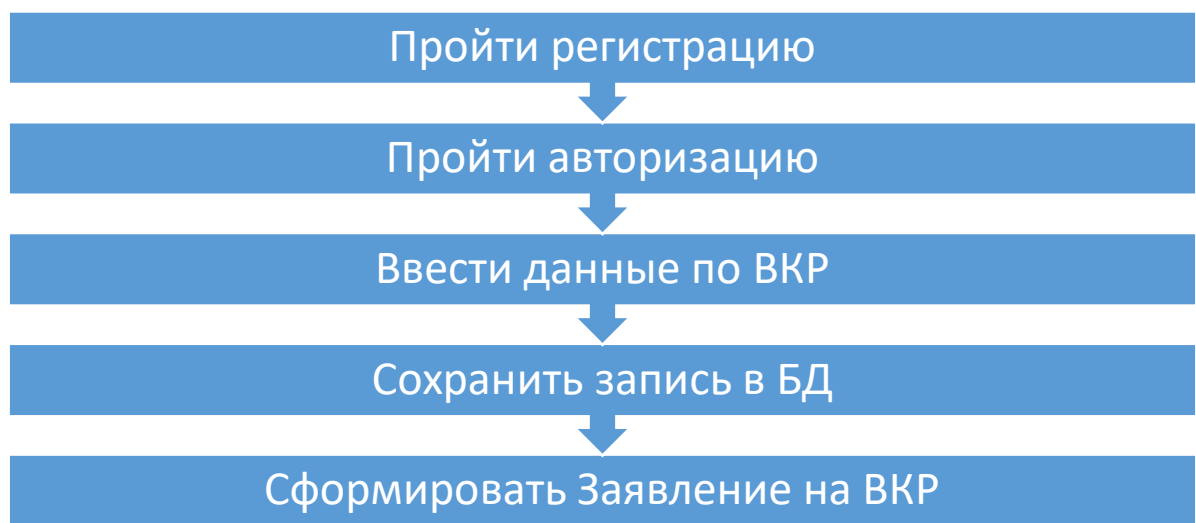 Пройти регистрацию
Пройти авторизацию
Ввести данные по ВКР
Сохранить запись в БД
Сформировать Заявление на ВКР